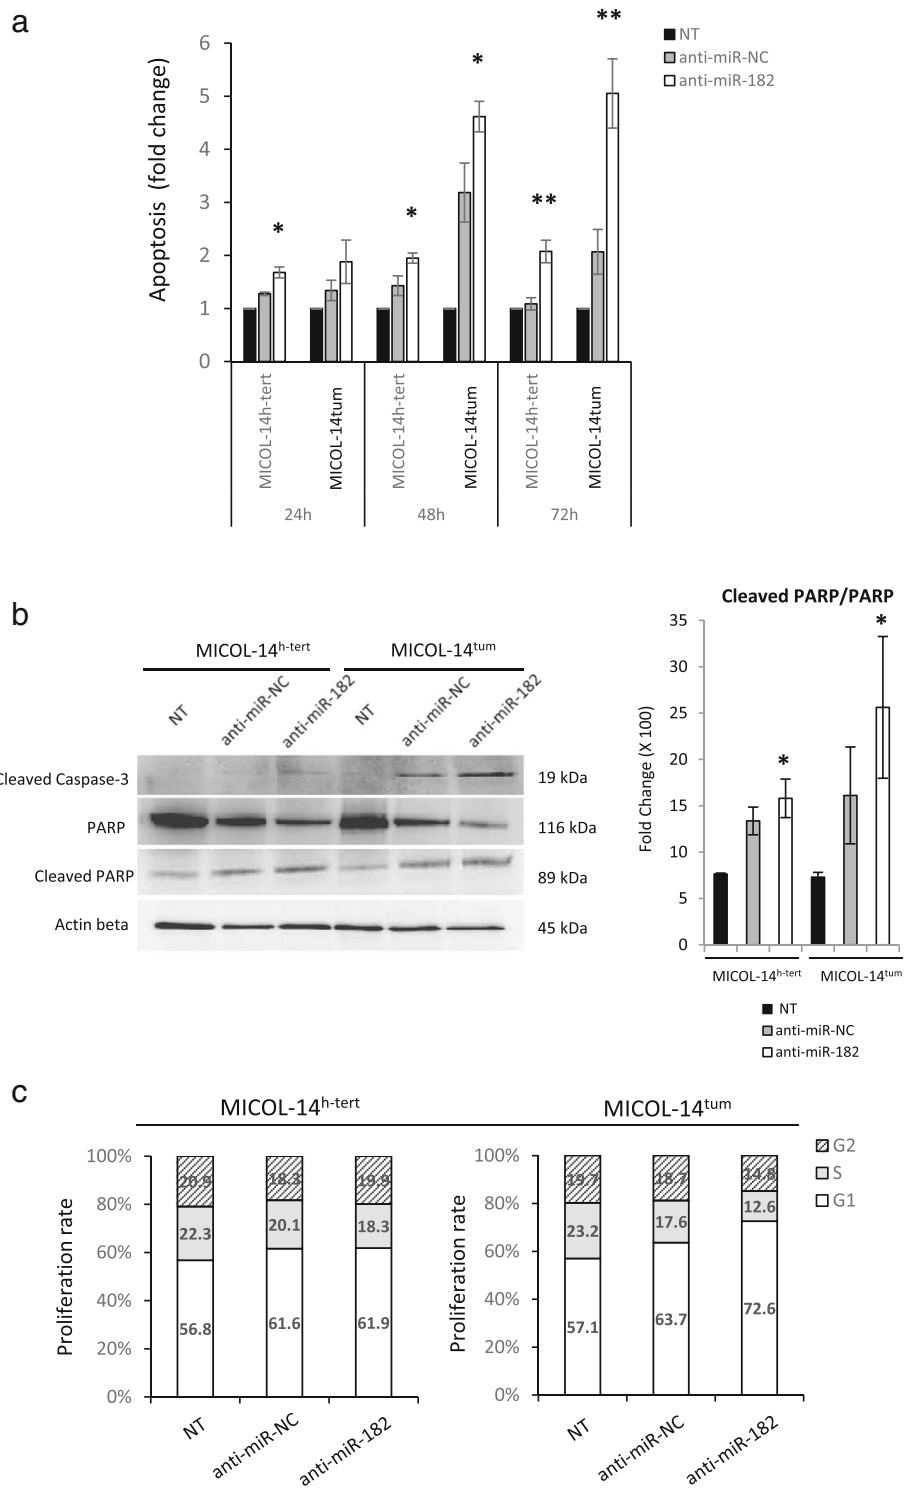 a
NT
anti-miR-NC
anti-miR-182
Apoptosis (fold change)
6
5
4
3
2
1
0
*
*
*
**
**
MICOL-14h-tert
MICOL-14tum
MICOL-14h-tert
MICOL-14tum
MICOL-14h-tert
MICOL-14tum
24h
48h
72h
b
MICOL-14h-tert
MICOL-14tum
NT
anti-miR-NC
anti-miR-182
NT
anti-miR-NC
anti-miR-182
Cleaved Caspase-3
19 kDa
PARP
116 kDa
Cleaved PARP
89 kDa
Actin beta
45 kDa
Cleaved PARP/PARP
Fold Change (X 100)
35
30
25
20
15
10
5
0
*
*
MICOL-14h-tert
MICOL-14tum
NT
anti-miR-NC
anti-miR-182
c
MICOL-14h-tert
MICOL-14tum
Proliferation rate
100%
80%
60%
40%
20%
0%
20.9
18.3
19.9
22.3
20.1
18.3
56.8
61.6
61.9
NT
anti-miR-NC
anti-miR-182
Proliferation rate
100%
80%
60%
40%
20%
0%
19.7
18.7
14.8
23.2
17.6
12.6
57.1
63.7
72.6
NT
anti-miR-NC
anti-miR-182
G2
S
G1